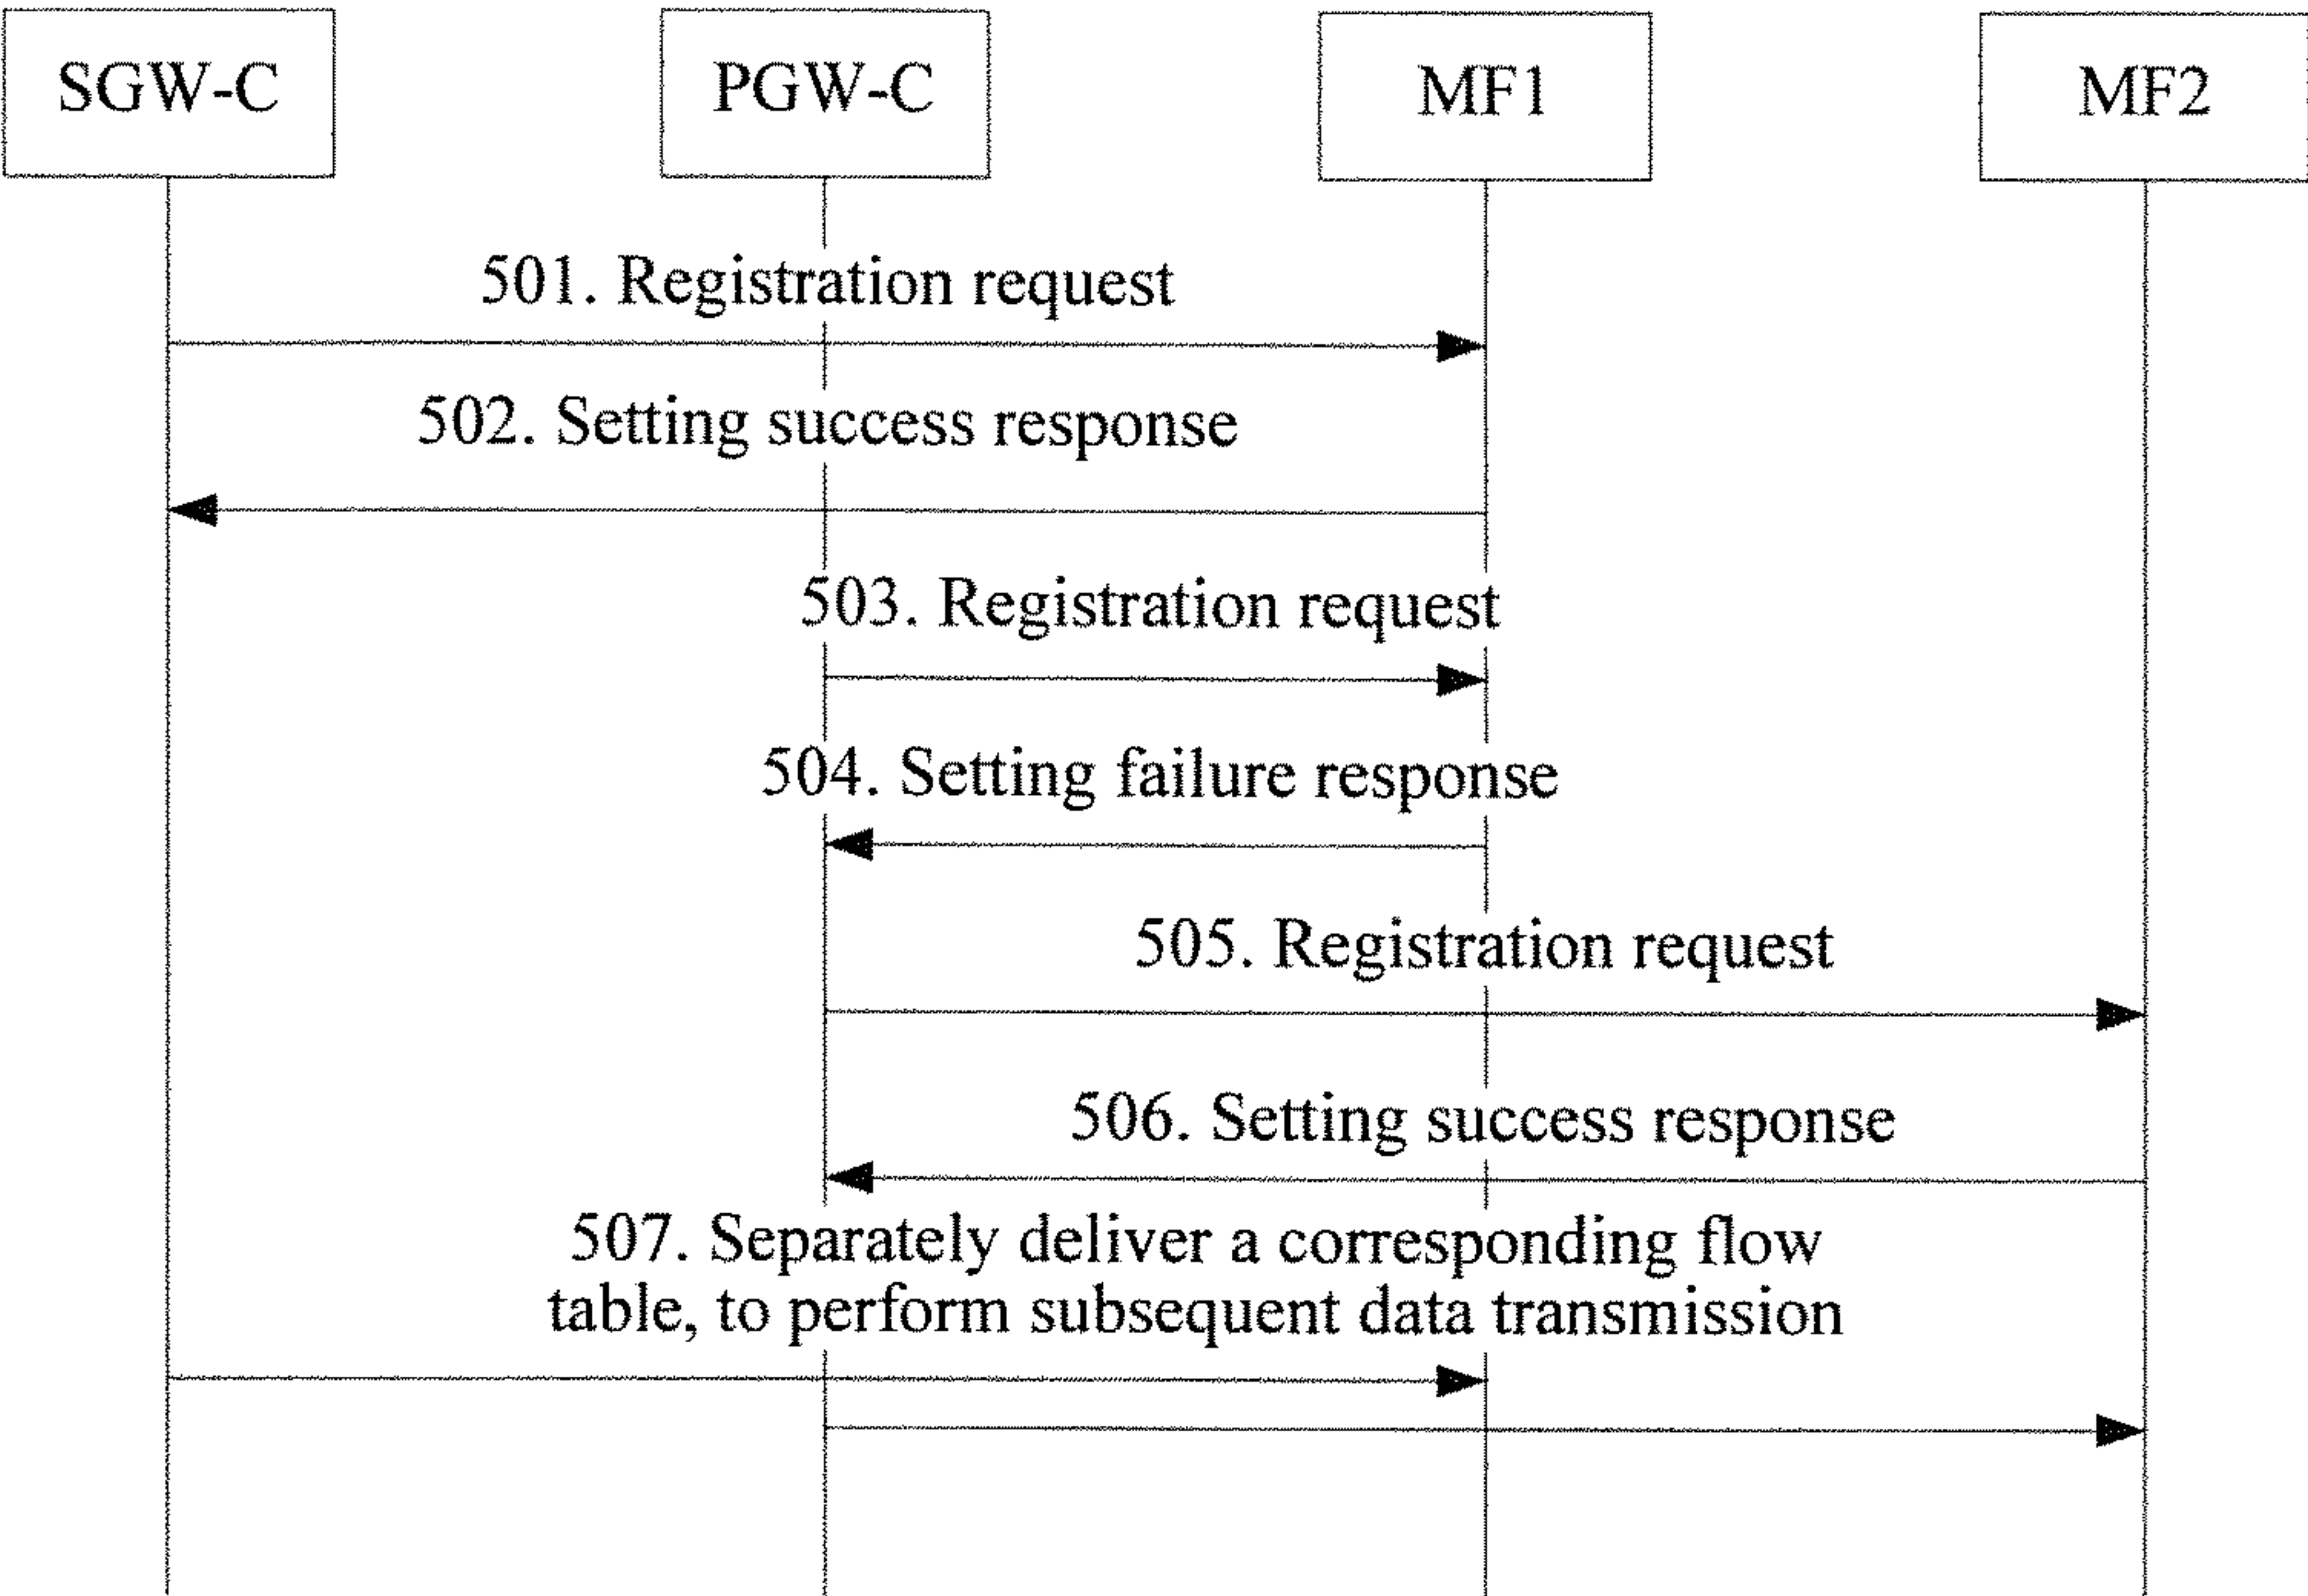 SGW-C
PGW-C
MF1
MF2
501. Registration request
502. Setting success response
503. Registration request
504. Setting failure response
505. Registration request
506. Setting success response
507. Separately deliver a corresponding flow
table, to perform subsequent data transmission